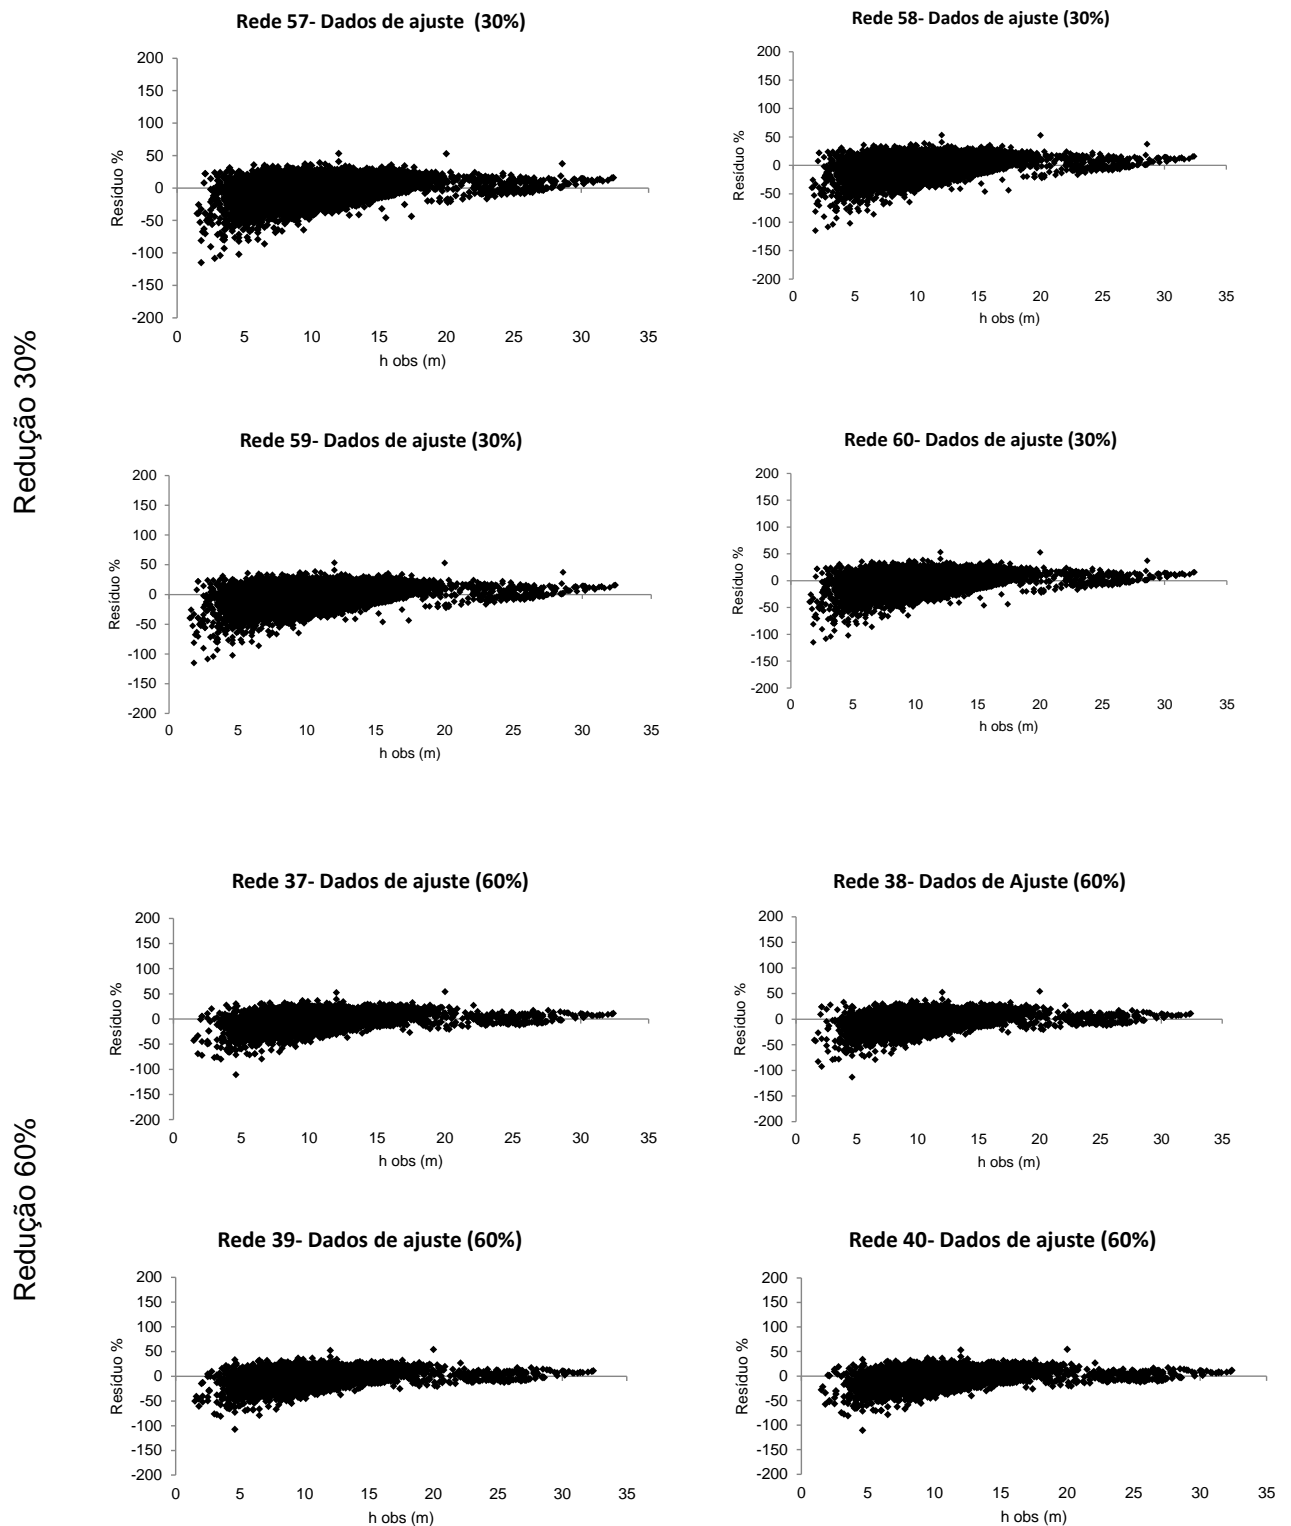 Redução 30%
Rede 57- Dados de ajuste (30%)
200
150
100
50
0
-50
-100
-150
-200
Resíduo %
0 5 10 15 20 25 30 35
h obs (m)
Rede 58- Dados de ajuste (30%)
200
150
100
50
0
-50
-100
-150
-200
Resíduo %
0 5 10 15 20 25 30 35
h obs (m)
Rede 59- Dados de ajuste (30%)
200
150
100
50
0
-50
-100
-150
-200
Resíduo %
0 5 10 15 20 25 30 35
h obs (m)
Rede 60- Dados de ajuste (30%)
200
150
100
50
0
-50
-100
-150
-200
Resíduo %
0 5 10 15 20 25 30 35
h obs (m)
Redução 60%
Rede 37- Dados de ajuste (60%)
200
150
100
50
0
-50
-100
-150
-200
Resíduo %
0 5 10 15 20 25 30 35
h obs (m)
Rede 38- Dados de Ajuste (60%)
200
150
100
50
0
-50
-100
-150
-200
Resíduo %
0 5 10 15 20 25 30 35
h obs (m)
Rede 39- Dados de ajuste (60%)
200
150
100
50
0
-50
-100
-150
-200
Resíduo %
0 5 10 15 20 25 30 35
h obs (m)
Rede 40- Dados de ajuste (60%)
200
150
100
50
0
-50
-100
-150
-200
Resíduo %
0 5 10 15 20 25 30 35
h obs (m)